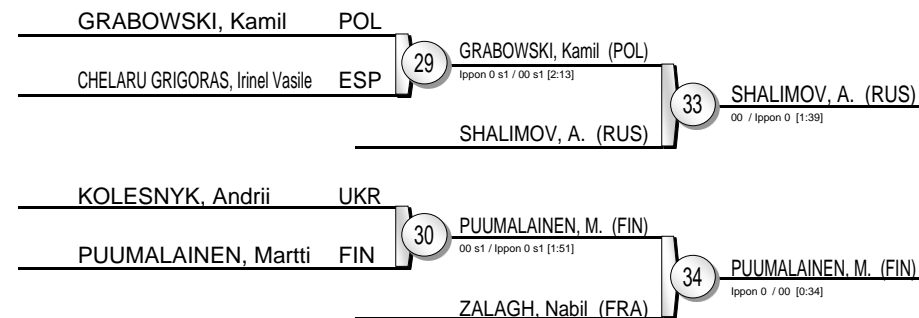 GRABOWSKI, Kamil POL
29
GRABOWSKI, Kamil (POL)
CHELARU GRIGORAS, Irinel Vasile ESP
Ippon 0 s1 / 00 s1 [2:13]
33
SHALIMOV, A. (RUS)
00 / Ippon 0 [1:39]
SHALIMOV, A. (RUS)
KOLESNYK, Andrii UKR
30
PUUMALAINEN, M. (FIN)
00 s1 / Ippon 0 s1 [1:51]
PUUMALAINEN, Martti FIN
34
PUUMALAINEN, M. (FIN)
Ippon 0 / 00 [0:34]
ZALAGH, Nabil (FRA)